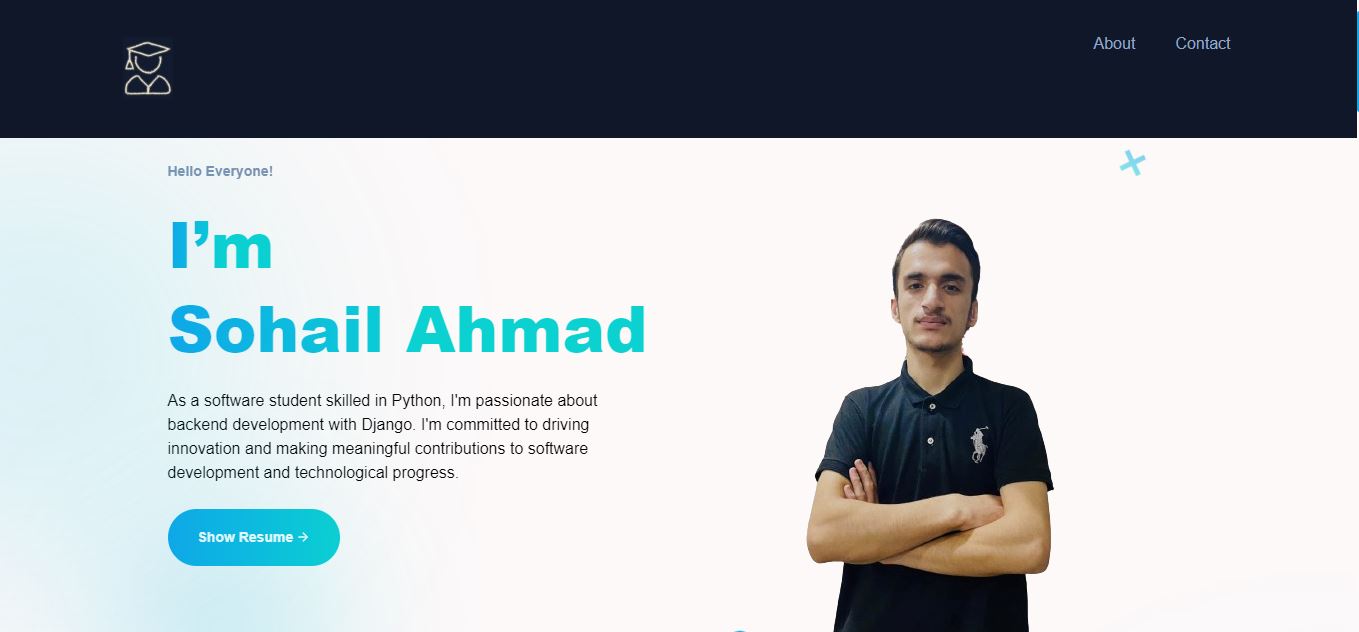 About
Contact
Hello Everyone!
I’m
Sohail Ahmad
As a software student skilled in Python, I'm passionate about
backend development with Django. I'm committed to driving
innovation and making meaningful contributions to software
development and technological progress.
Show Resume →